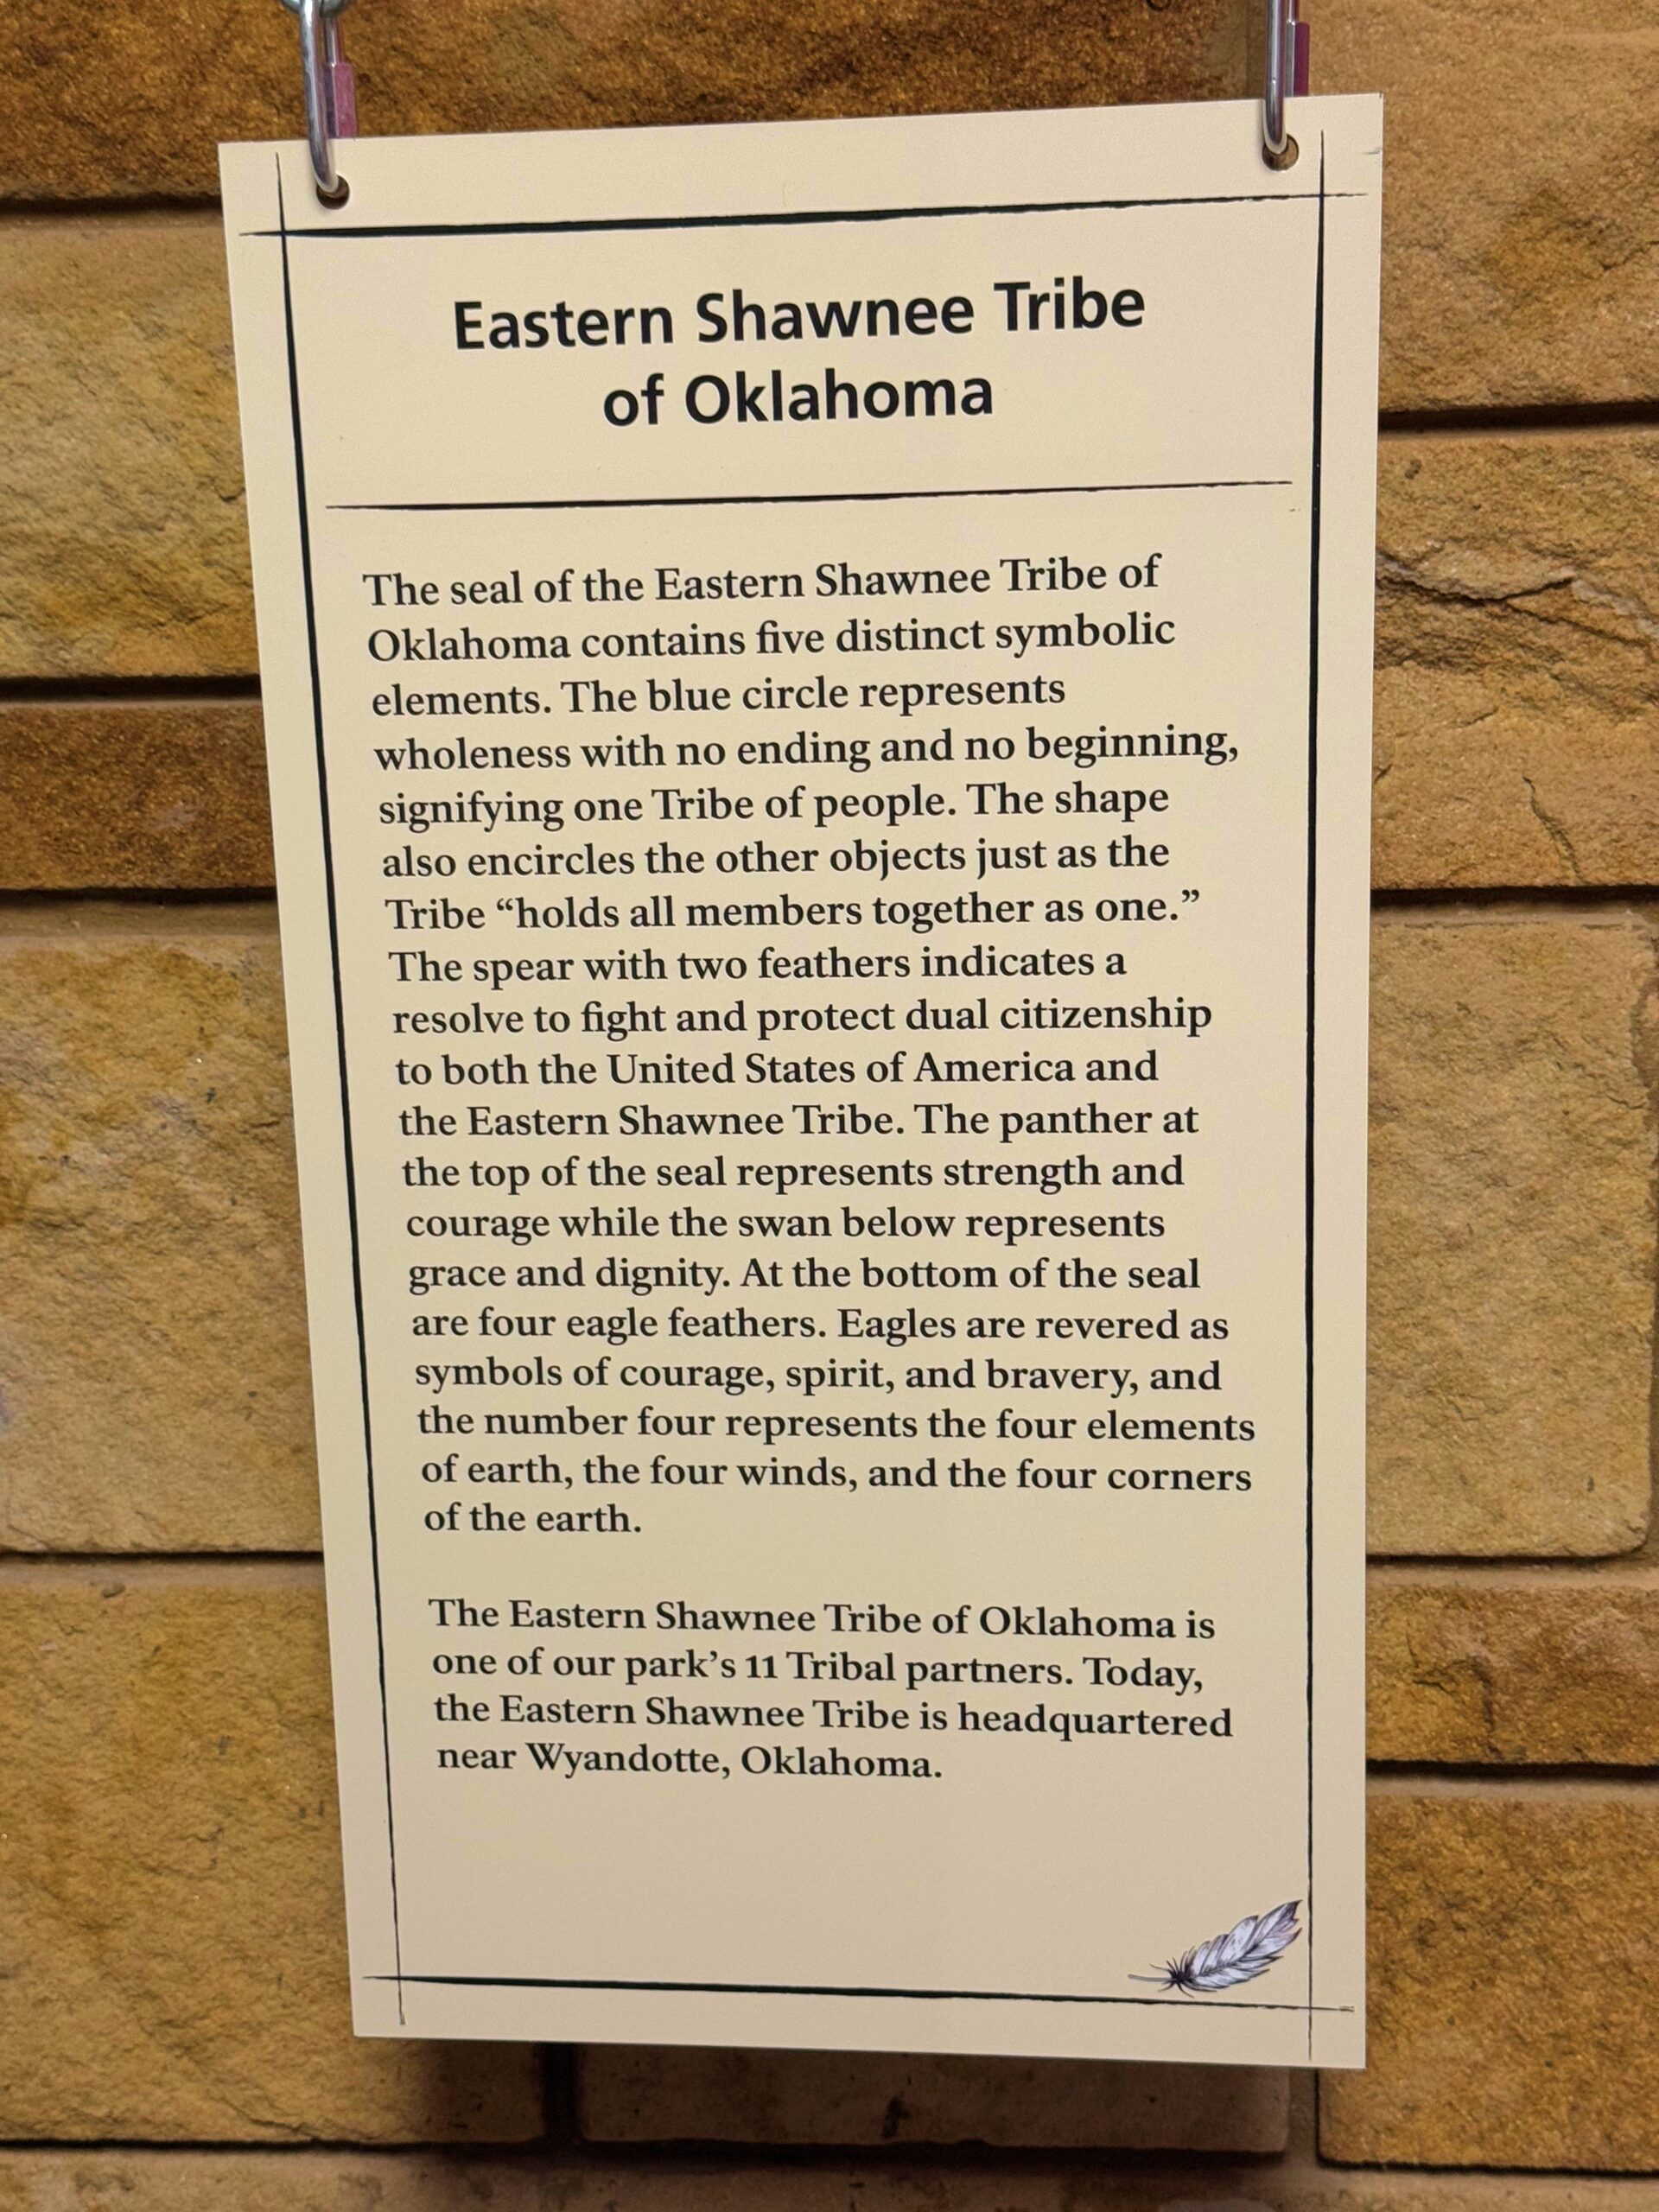 Eastern Shawnee Tribe
of Oklahoma
The seal of the Eastern Shawnee Tribe of
Oklahoma contains five distinct symbolic
elements. The blue circle represents
wholeness with no ending and no beginning,
signifying one Tribe of people. The shape
also encircles the other objects just as the
Tribe “holds all members together as one.”
The spear with two feathers indicates a
resolve to fight and protect dual citizenship
to both the United States of America and
the Eastern Shawnee Tribe. The panther at
the top of the seal represents strength and
courage while the swan below represents
grace and dignity. At the bottom of the seal
are four eagle feathers. Eagles are revered as
symbols of courage, spirit, and bravery, and
the number four represents the four elements
of earth, the four winds, and the four corners
of the earth.
The Eastern Shawnee Tribe of Oklahoma is
one of our park’s 11 Tribal partners. Today,
the Eastern Shawnee Tribe is headquartered
near Wyandotte, Oklahoma.